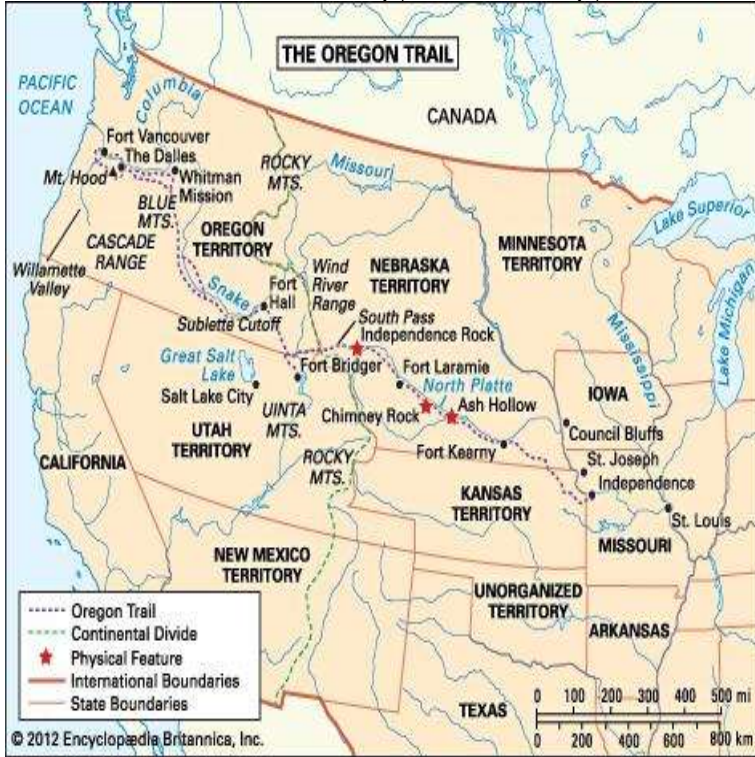 THE OREGON TRAIL
PACIFIC
OCEAN
Columbia
CANADA
Fort Vancouver
The Dalles
Mt. Hood
Whitman
Mission
ROCKY
MTS.
Missouri
BLUE
MTS.
Lake Superior
CASCADE
RANGE
OREGON
TERRITORY
MINNESOTA
TERRITORY
Willamette
Valley
Wind
River
Range
NEBRASKA
TERRITORY
Snake
Fort
Hall
Lake Michigan
Mississippi
Sublette Cutoff
South Pass
Independence Rock
Great Salt
Lake
Fort Bridger
Fort Laramie
Salt Lake City
North Platte
IOWA
UINTA
MTS.
Chimney Rock
Ash Hollow
UTAH
TERRITORY
Council Bluffs
Fort Kearny
CALIFORNIA
ROCKY
MTS.
St. Joseph
Independence
KANSAS
TERRITORY
St. Louis
MISSOURI
NEW MEXICO
TERRITORY
UNORGANIZED
TERRITORY
ARKANSAS
Oregon Trail
Continental Divide
Physical Feature
International Boundaries
State Boundaries
TEXAS
0 100 200 300 400 500 mi
0 200 400 600 800 km
© 2012 Encyclopædia Britannica, Inc.